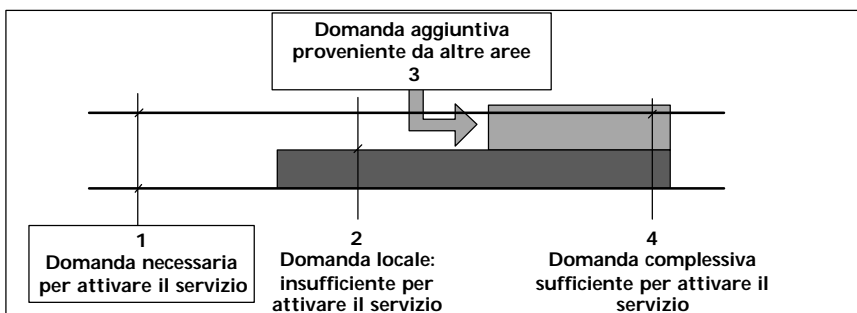 Domanda aggiuntiva
proveniente da altre aree
3
1
Domanda necessaria
per attivare il servizio
2
Domanda locale:
insufficiente per
attivare il servizio
4
Domanda complessiva
sufficiente per attivare il
servizio